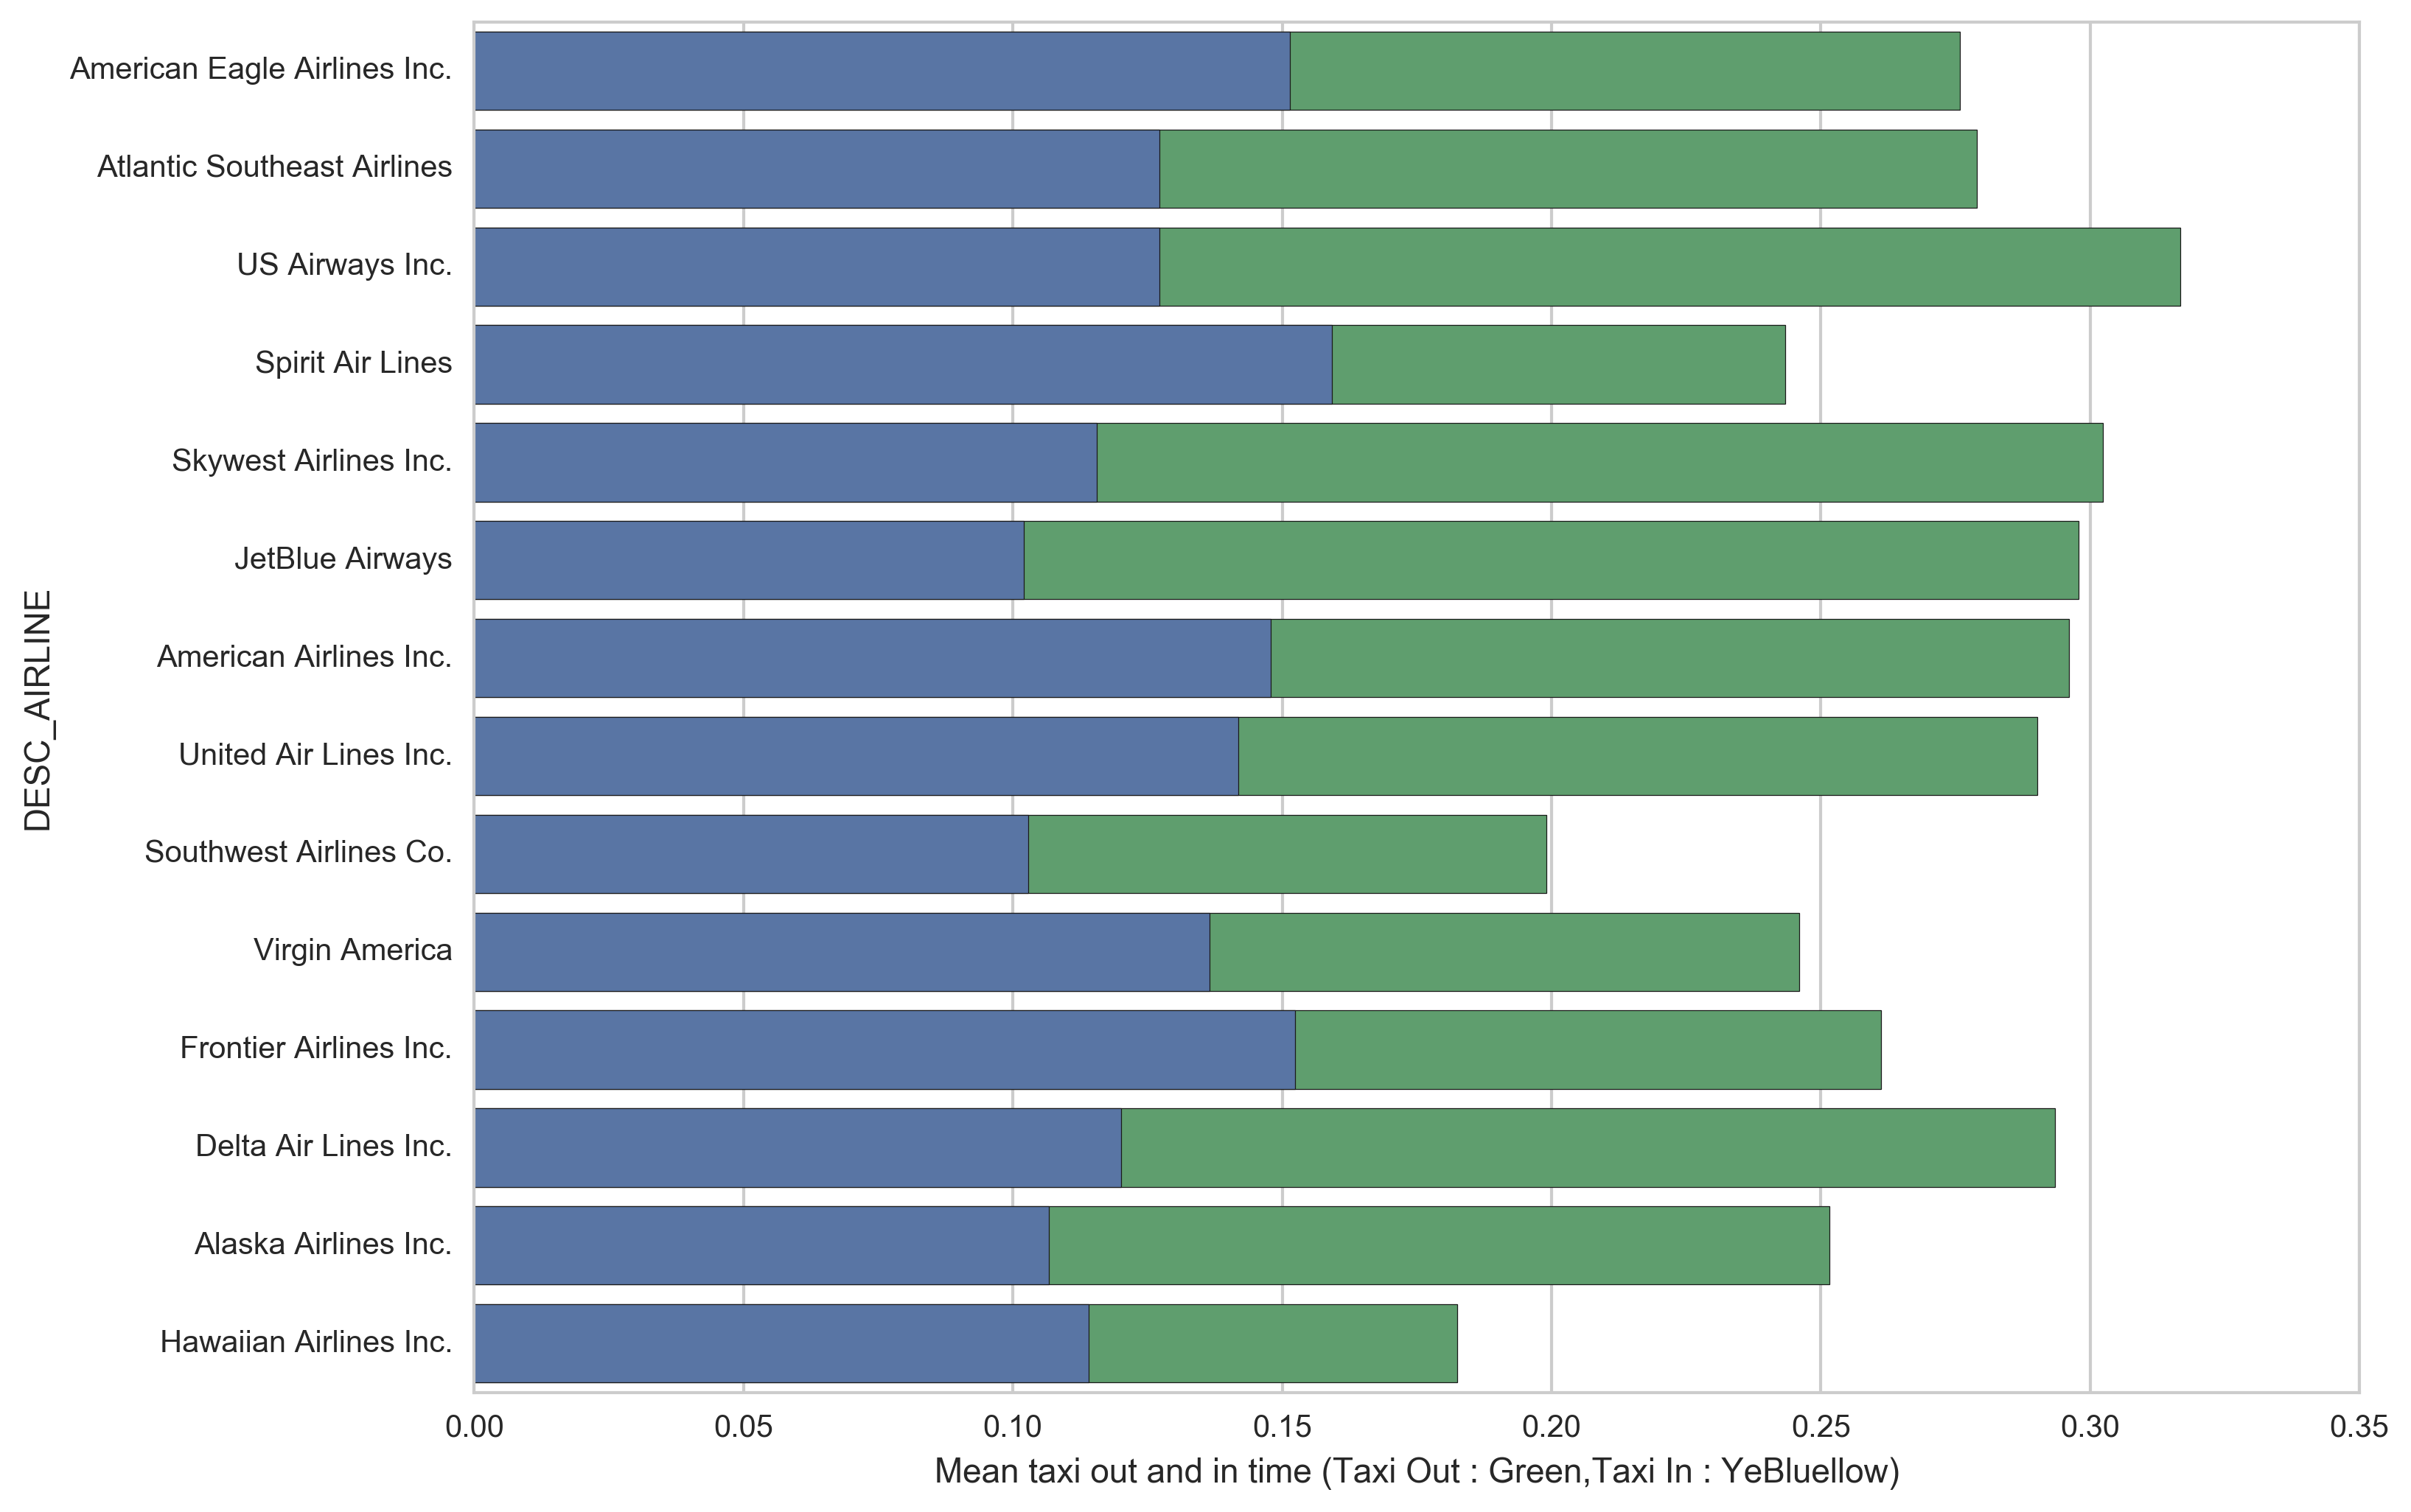 American Eagle Airlines Inc.
Atlantic Southeast Airlines
US Airways Inc.
Spirit Air Lines
Skywest Airlines Inc.
JetBlue Airways
American Airlines Inc.
United Air Lines Inc.
Southwest Airlines Co.
Virgin America
Frontier Airlines Inc.
Delta Air Lines Inc.
Alaska Airlines Inc.
Hawaiian Airlines Inc.
DESC_AIRLINE
0.00 0.05 0.10 0.15 0.20 0.25 0.30 0.35
Mean taxi out and in time (Taxi Out : Green,Taxi In : YeBluellow)